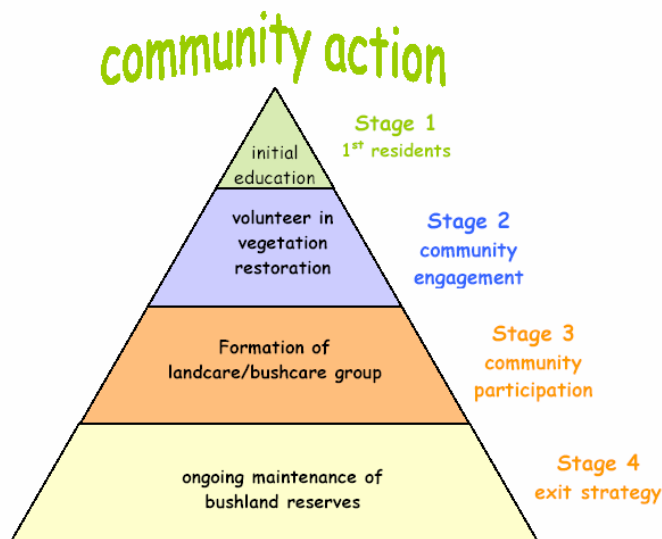 community action
initial
education
Stage 1
1st residents
volunteer in
vegetation
restoration
Stage 2
community
engagement
Formation of
landcare/bushcare group
Stage 3
community
participation
ongoing maintenance of
bushland reserves
Stage 4
exit strategy